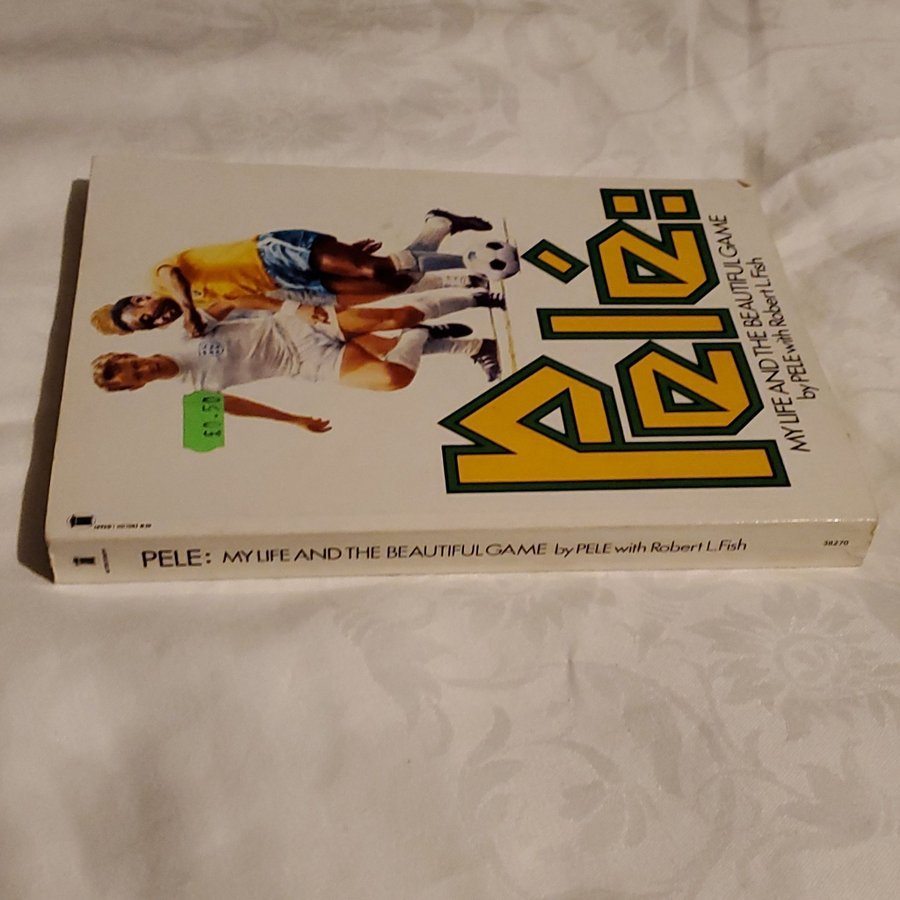 Pelé:
MY LIFE AND THE BEAUTIFUL GAME
by PELE with Robert L. Fish
£0.50
PELE: MY LIFE AND THE BEAUTIFUL GAME by PELE with Robert L. Fish
38270